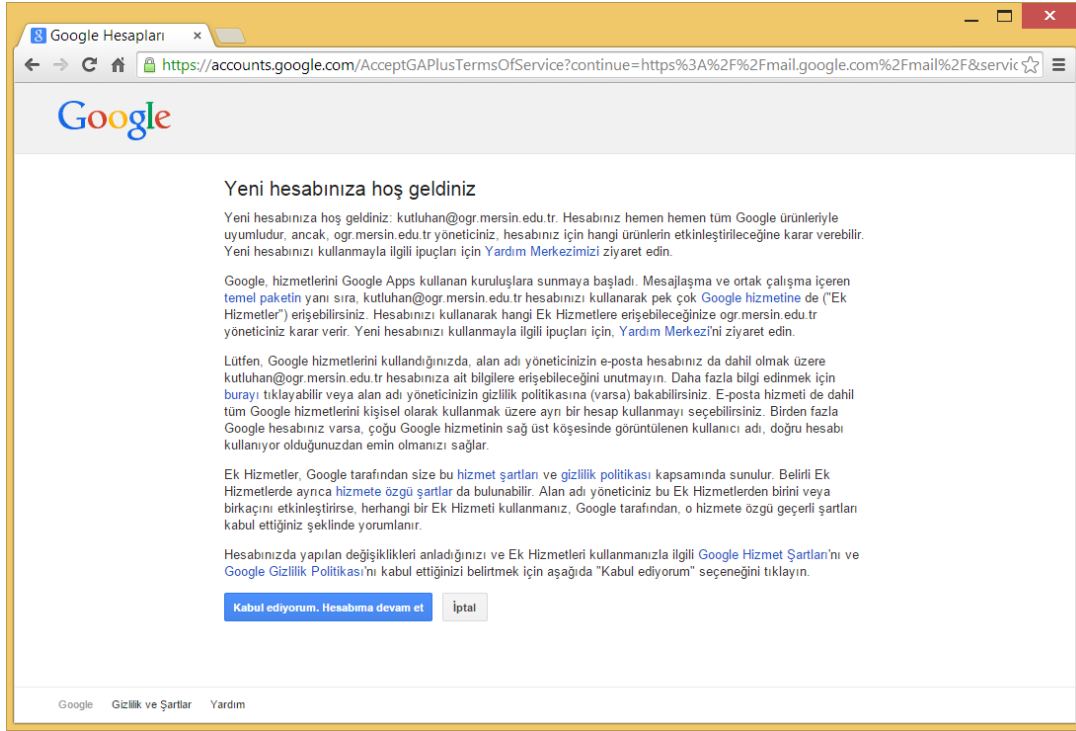 Google Hesapları
https://accounts.google.com/AcceptGAPlusTermsOfService?continue=https%3A%2F%2Fmail.google.com%2Fmail%2F&servic
Google
Yeni hesabınıza hoş geldiniz
Yeni hesabınıza hoş geldiniz: kutluhan@ogr.mersin.edu.tr. Hesabınız hemen hemen tüm Google ürünleriyle
uyumludur, ancak, ogr.mersin.edu.tr yöneticiniz, hesabınız için hangi ürünlerin etkinleştirileceğine karar verebilir.
Yeni hesabınızı kullanmayla ilgili ipuçları için Yardım Merkezimizi ziyaret edin.
Google, hizmetlerini Google Apps kullanan kuruluşlara sunmaya başladı. Mesajlaşma ve ortak çalışma içeren
temel paketin yanı sıra, kutluhan@ogr.mersin.edu.tr hesabınızı kullanarak pek çok Google hizmetine de ("Ek
Hizmetler") erişebilirsiniz. Hesabınızı kullanarak hangi Ek Hizmetlere erişebileceğinize ogr.mersin.edu.tr
yöneticiniz karar verir. Yeni hesabınızı kullanmayla ilgili ipuçları için, Yardım Merkezi'ni ziyaret edin.
Lütfen, Google hizmetlerini kullandığınızda, alan adı yöneticinizin e-posta hesabınız da dahil olmak üzere
kutluhan@ogr.mersin.edu.tr hesabınıza ait bilgilere erişebileceğini unutmayın. Daha fazla bilgi edinmek için
burayı tıklayabilir veya alan adı yöneticinizin gizlilik politikasına (varsa) bakabilirsiniz. E-posta hizmeti de dahil
tüm Google hizmetlerini kişisel olarak kullanmak üzere ayrı bir hesap kullanmayı seçebilirsiniz. Birden fazla
Google hesabınız varsa, çoğu Google hizmetinin sağ üst köşesinde görüntülenen kullanıcı adı, doğru hesabı
kullanıyor olduğunuzdan emin olmanızı sağlar.
Ek Hizmetler, Google tarafından size bu hizmet şartları ve gizlilik politikası kapsamında sunulur. Belirli Ek
Hizmetlerde ayrıca hizmete özgü şartlar da bulunabilir. Alan adı yöneticiniz bu Ek Hizmetlerden birini veya
birkaçını etkinleştirirse, herhangi bir Ek Hizmeti kullanmanız, Google tarafından, o hizmete özgü geçerli şartları
kabul ettiğiniz şeklinde yorumlanır.
Hesabınızda yapılan değişiklikleri anladığınızı ve Ek Hizmetleri kullanmanızla ilgili Google Hizmet Şartları'nı ve
Google Gizlilik Politikası'nı kabul ettiğinizi belirtmek için aşağıda "Kabul ediyorum" seçeneğini tıklayın.
Kabul ediyorum. Hesabıma devam et
İptal
Google Gizlilik ve Şartlar Yardım